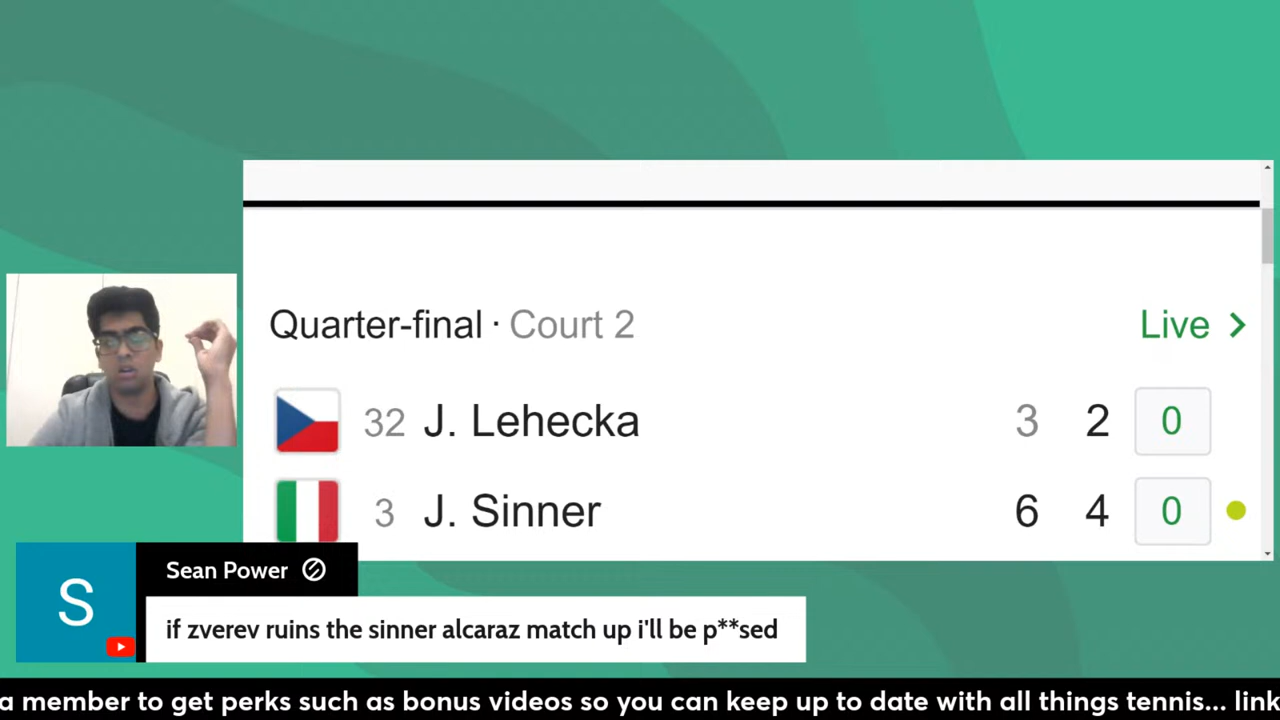 Quarter-final · Court 2
Live >
32 J. Lehecka 3 2 0
3 J. Sinner 6 4 0
S
Sean Power
if zverev ruins the sinner alcaraz match up i'll be p**sed
a member to get perks such as bonus videos so you can keep up to date with all things tennis... link